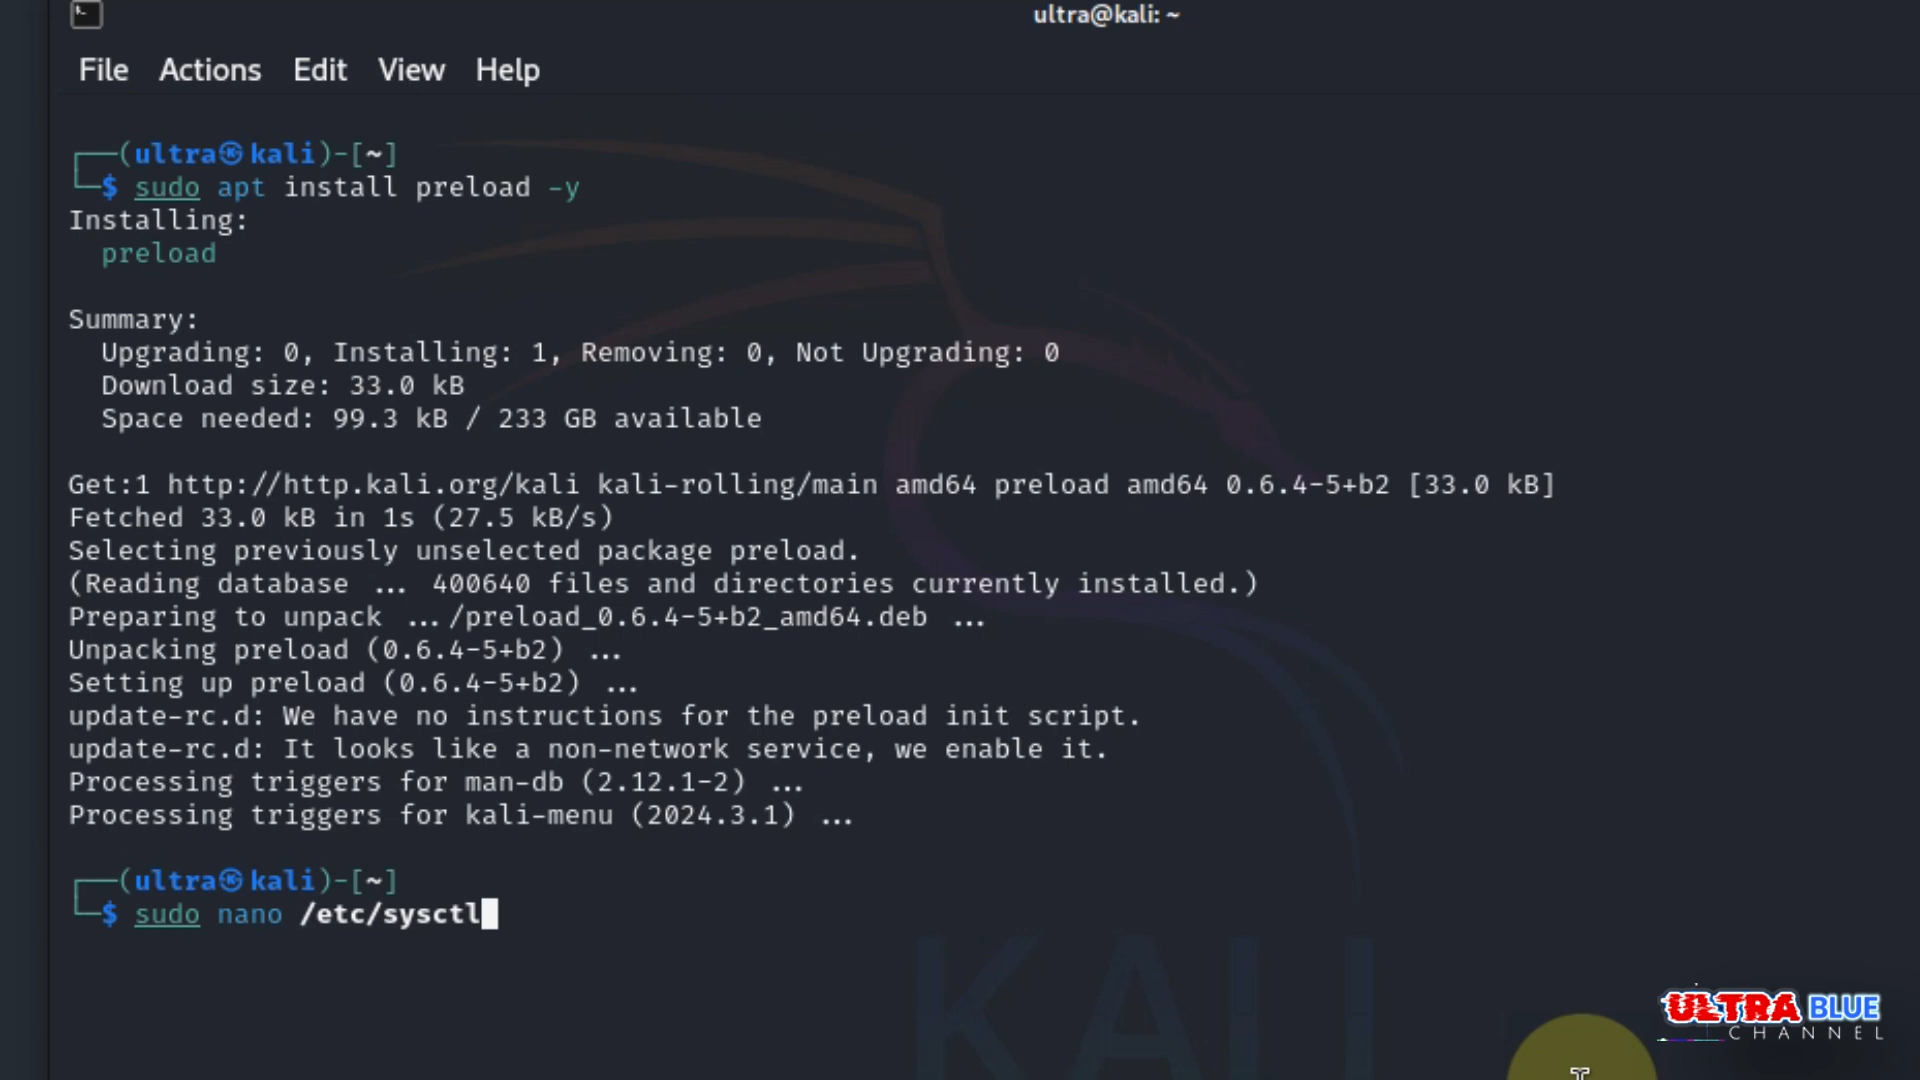 ultra@kali: ~
File Actions Edit View Help
┌──(ultra㉿kali)-[~]
└─$ sudo apt install preload -y
Installing:
  preload

Summary:
  Upgrading: 0, Installing: 1, Removing: 0, Not Upgrading: 0
  Download size: 33.0 kB
  Space needed: 99.3 kB / 233 GB available

Get:1 http://http.kali.org/kali kali-rolling/main amd64 preload amd64 0.6.4-5+b2 [33.0 kB]
Fetched 33.0 kB in 1s (27.5 kB/s)
Selecting previously unselected package preload.
(Reading database ... 400640 files and directories currently installed.)
Preparing to unpack .../preload_0.6.4-5+b2_amd64.deb ...
Unpacking preload (0.6.4-5+b2) ...
Setting up preload (0.6.4-5+b2) ...
update-rc.d: We have no instructions for the preload init script.
update-rc.d: It looks like a non-network service, we enable it.
Processing triggers for man-db (2.12.1-2) ...
Processing triggers for kali-menu (2024.3.1) ...

┌──(ultra㉿kali)-[~]
└─$ sudo nano /etc/sysctl
KALI
ULTRA BLUE
CHANNEL